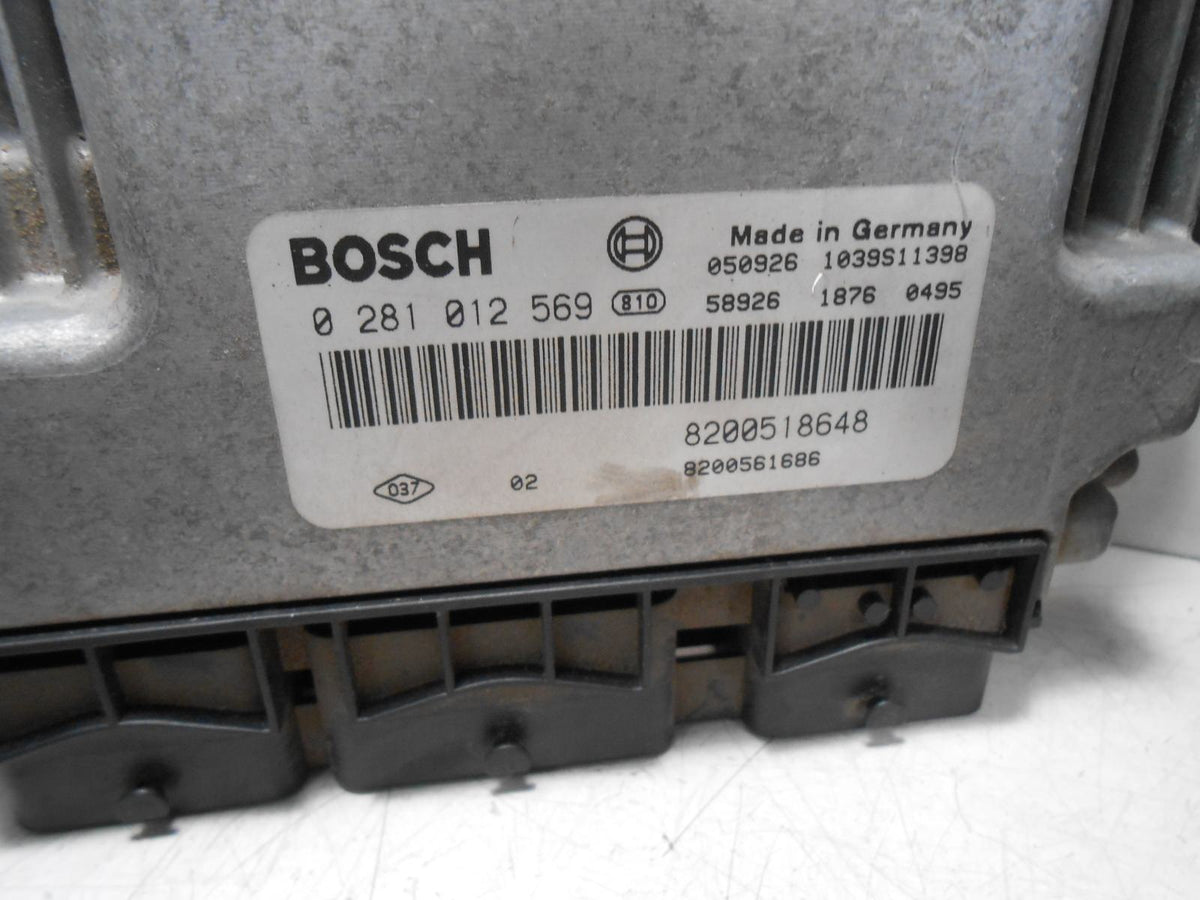 BOSCH
Made in Germany
050926 1039S11398
0 281 012 569 810
58926 1876 0495
8200518648
8200561686
037 02